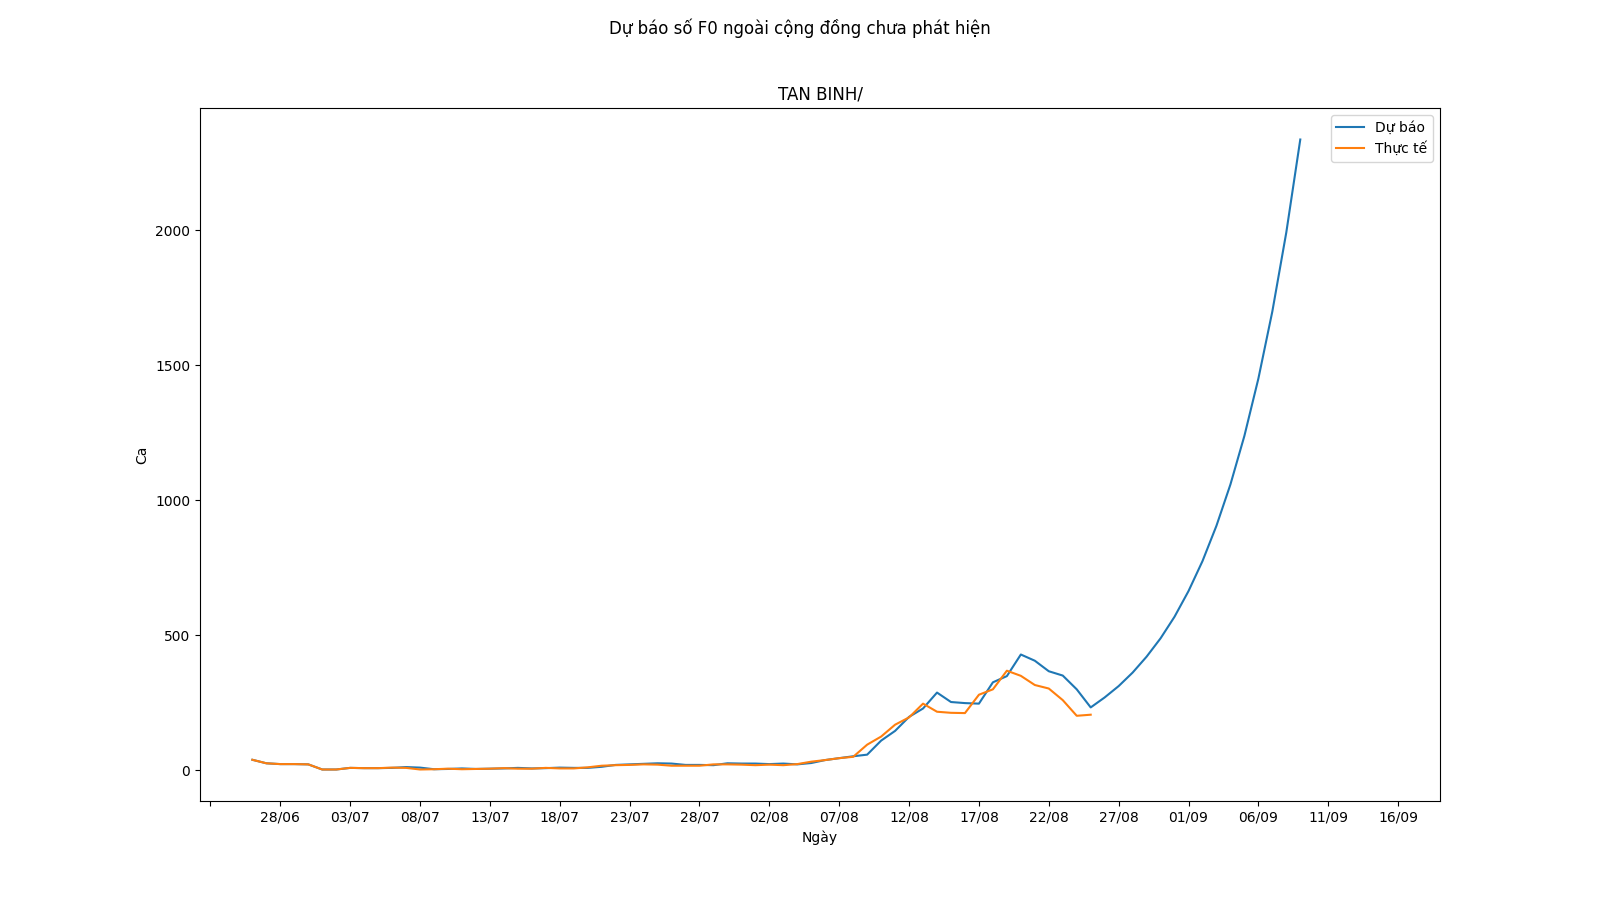 Dự báo số F0 ngoài cộng đồng chưa phát hiện
TAN BINH/
Dự báo
Thực tế
2000
1500
1000
500
0
Ca
28/06 03/07 08/07 13/07 18/07 23/07 28/07 02/08 07/08 12/08 17/08 22/08 27/08 01/09 06/09 11/09 16/09
Ngày